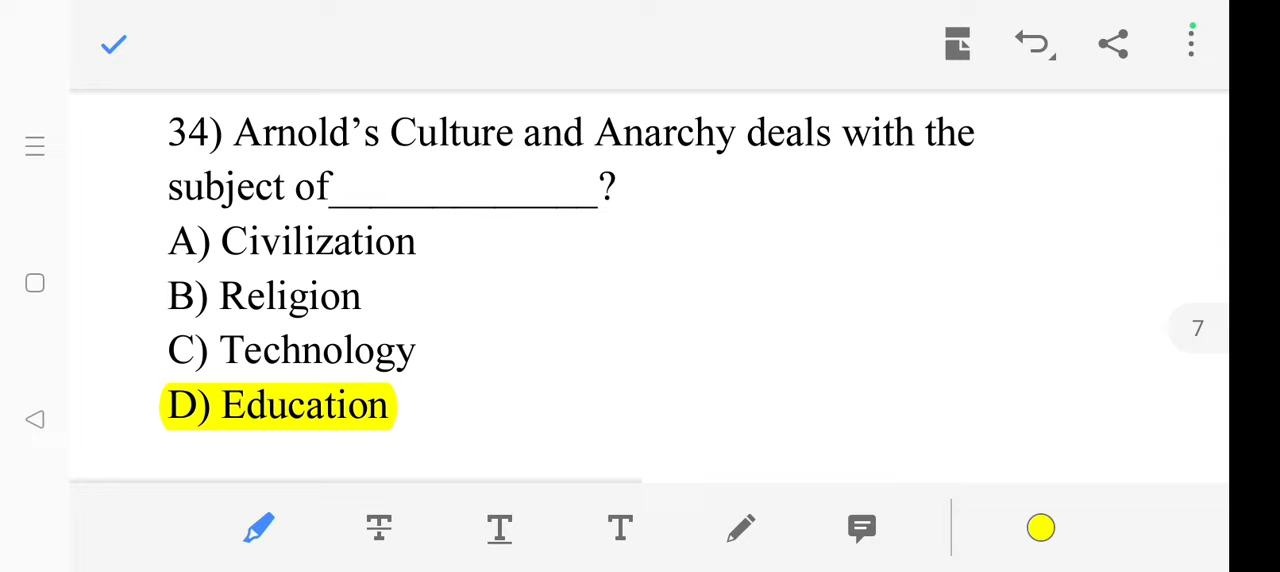 34) Arnold’s Culture and Anarchy deals with the
subject of_____________?
A) Civilization
B) Religion
C) Technology
D) Education
7
T
T
T